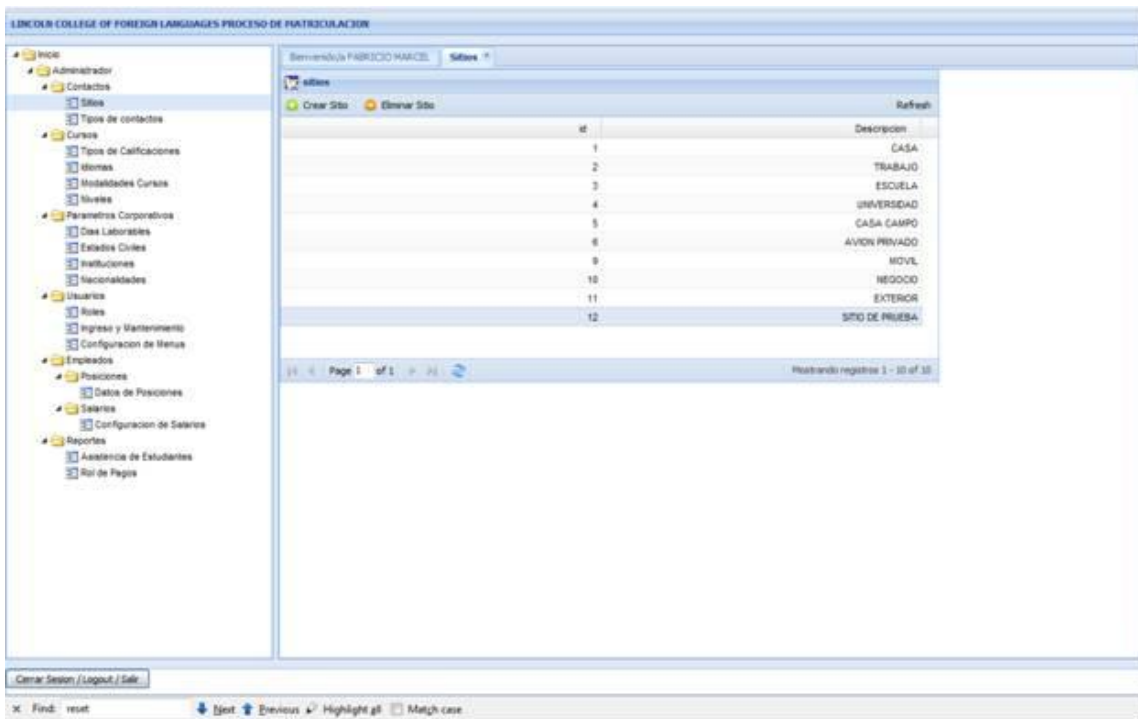 LINCOLN COLLEGE OF FOREIGN LANGUAGES PROCESO DE MATRICULACION
Inicio
Administrador
Contactos
Sitios
Tipos de contactos
Cursos
Tipos de Calificaciones
Idiomas
Modalidades Cursos
Niveles
Parametros Corporativos
Dias Laborables
Estados Civiles
Instituciones
Nacionalidades
Usuarios
Roles
Ingreso y Mantenimiento
Configuracion de Menus
Empleados
Posiciones
Datos de Posiciones
Salarios
Configuracion de Salarios
Reportes
Asistencia de Estudiantes
Rol de Pagos
Bienvenido/a FABRICIO MARCEL Sitios
sitios
Crear Sitio Eliminar Sitio Refresh
id Descripcion
1 CASA
2 TRABAJO
3 ESCUELA
4 UNIVERSIDAD
5 CASA CAMPO
6 AVION PRIVADO
9 MOVIL
10 NEGOCIO
11 EXTERIOR
12 SITIO DE PRUEBA
Page 1 of 1 Mostrando registros 1 - 10 of 10
Cerrar Sesion / Logout / Salir
x Find: reset Next Previous Highlight all Match case